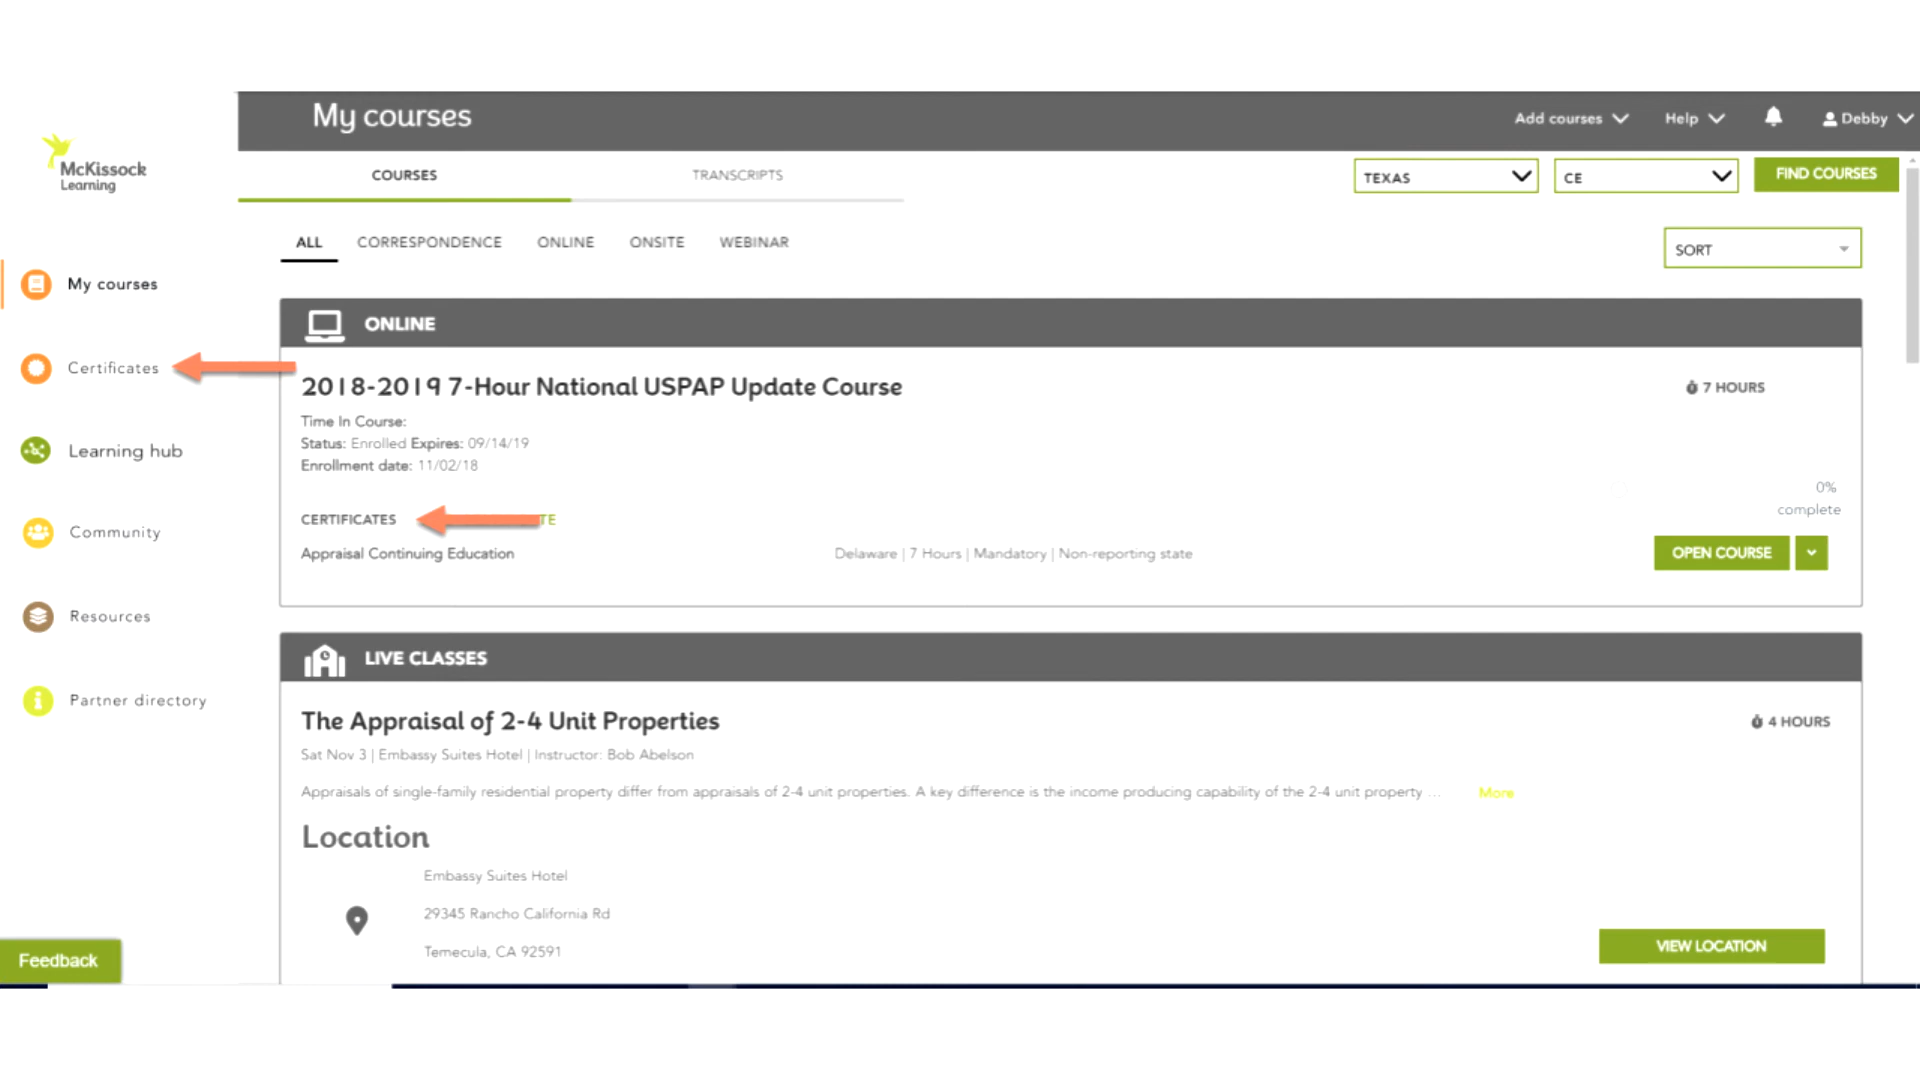 My courses
Add courses
Help
Debby
McKissock
Learning
COURSES
TRANSCRIPTS
TEXAS
CE
FIND COURSES
ALL
CORRESPONDENCE
ONLINE
ONSITE
WEBINAR
SORT
My courses
Certificates
Learning hub
Community
Resources
Partner directory
Feedback
ONLINE
2018-2019 7-Hour National USPAP Update Course
7 HOURS
Time In Course:
Status: Enrolled Expires: 09/14/19
Enrollment date: 11/02/18
0%
complete
CERTIFICATES
TE
Appraisal Continuing Education
Delaware | 7 Hours | Mandatory | Non-reporting state
OPEN COURSE
LIVE CLASSES
The Appraisal of 2-4 Unit Properties
4 HOURS
Sat Nov 3 | Embassy Suites Hotel | Instructor: Bob Abelson
Appraisals of single-family residential property differ from appraisals of 2-4 unit properties. A key difference is the income producing capability of the 2-4 unit property ...
More
Location
Embassy Suites Hotel
29345 Rancho California Rd
Temecula, CA 92591
VIEW LOCATION